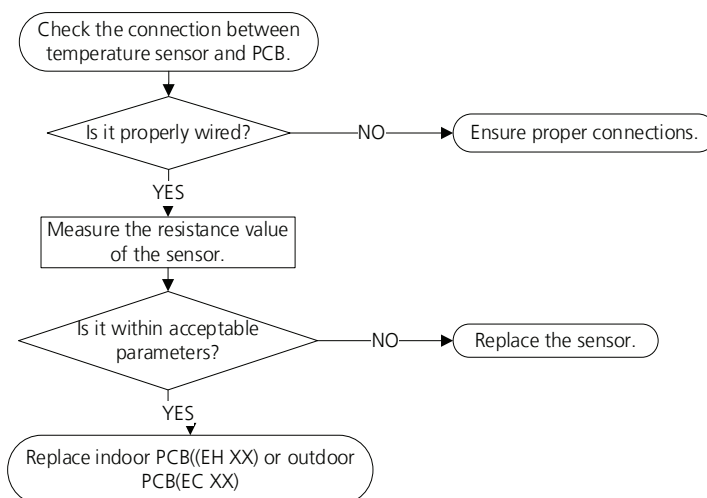 Check the connection between
temperature sensor and PCB.
Is it properly wired?
NO
Ensure proper connections.
YES
Measure the resistance value
of the sensor.
Is it within acceptable
parameters?
NO
Replace the sensor.
YES
Replace indoor PCB((EH XX) or outdoor
PCB(EC XX)